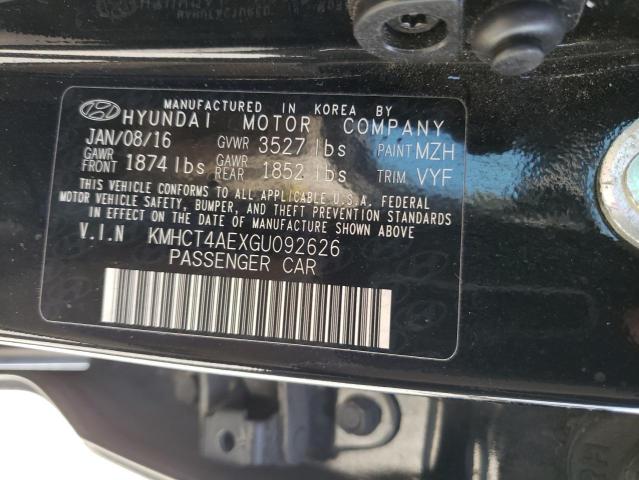 MANUFACTURED IN KOREA BY
HYUNDAI MOTOR COMPANY
JAN/08/16 GVWR 3527 lbs PAINT MZH
GAWR FRONT 1874 lbs GAWR REAR 1852 lbs TRIM VYF
THIS VEHICLE CONFORMS TO ALL APPLICABLE U.S.A. FEDERAL
MOTOR VEHICLE SAFETY, BUMPER, AND THEFT PREVENTION STANDARDS
IN EFFECT ON THE DATE OF MANUFACTURE SHOWN ABOVE.
V.I.N KMHCT4AEXGU092626
PASSENGER CAR